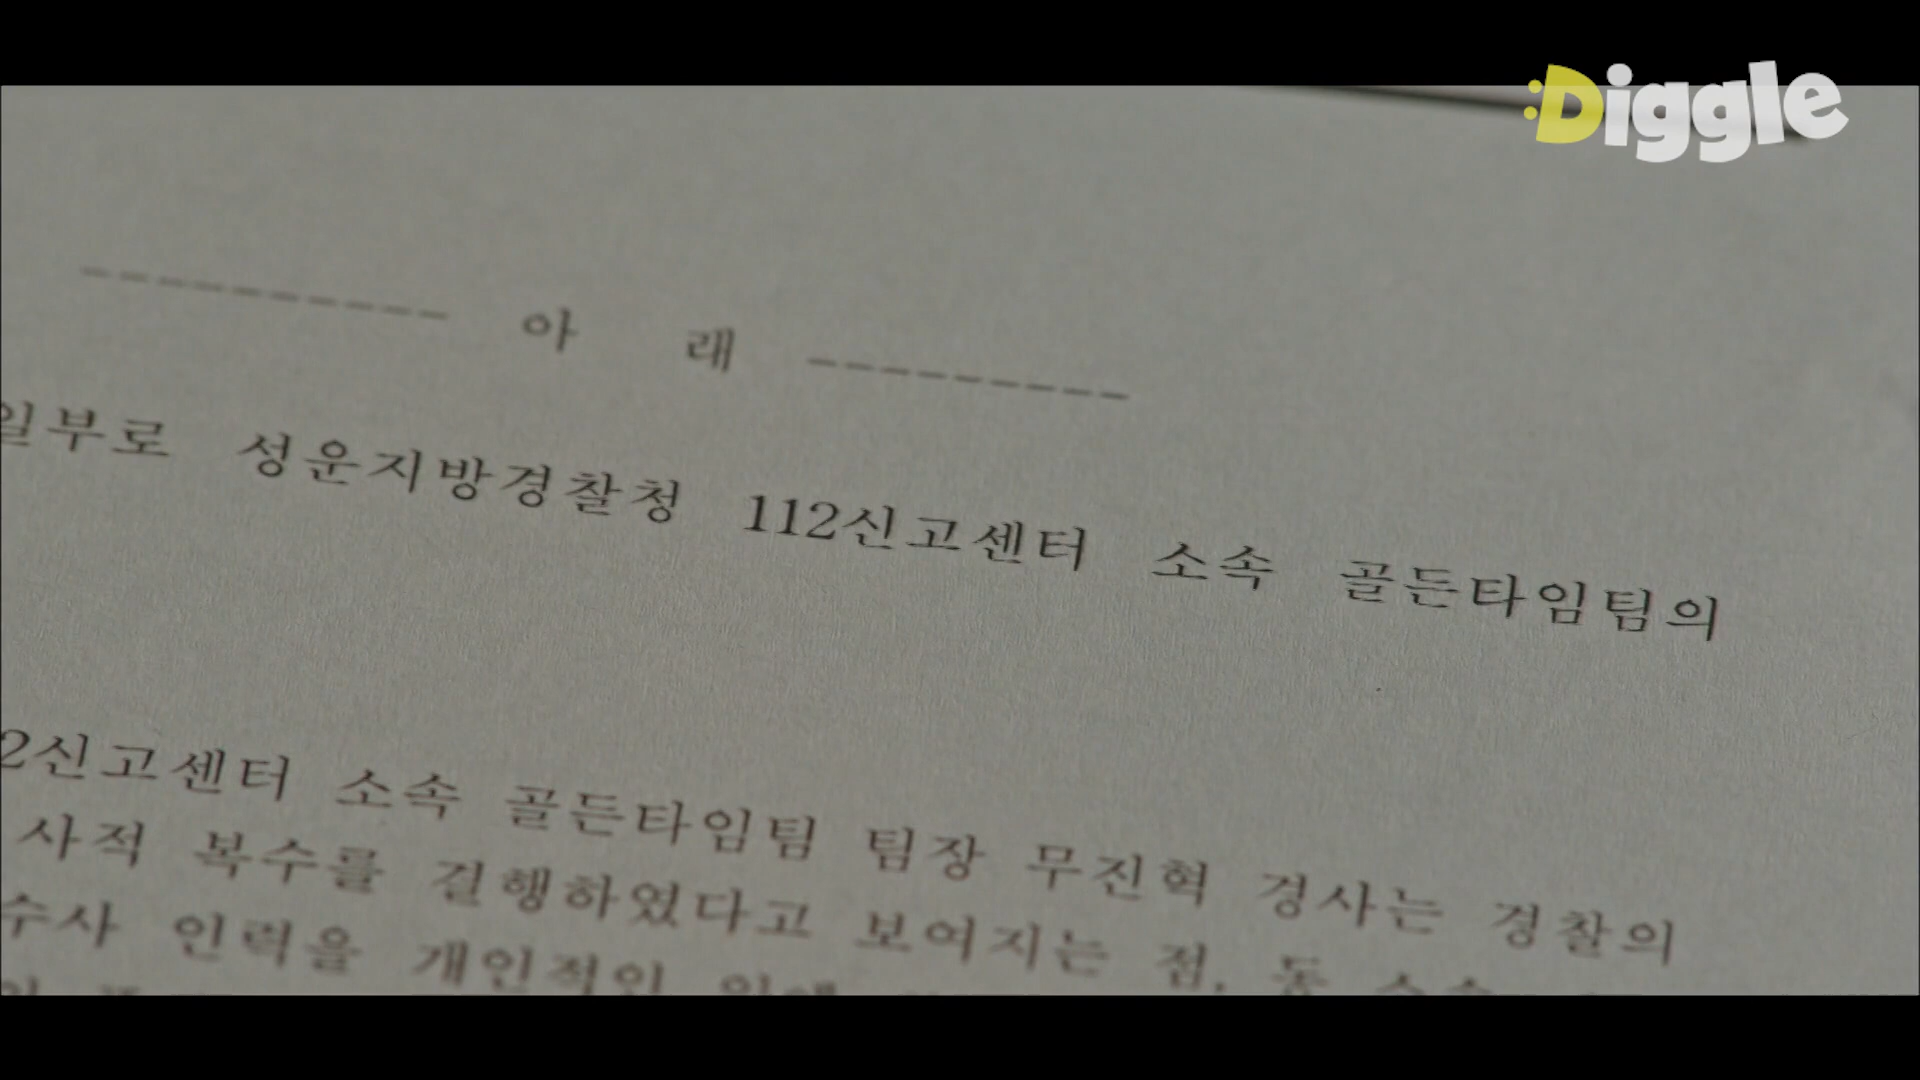 Diggle
---------- 아 래 ---------
일부로 성운지방경찰청 112신고센터 소속 골든타임팀의
2신고센터 소속 골든타임팀 팀장 무진혁 경사는 경찰의
사적 복수를 결행하였다고 보여지는 점, 동
수사 인력을 개인적인